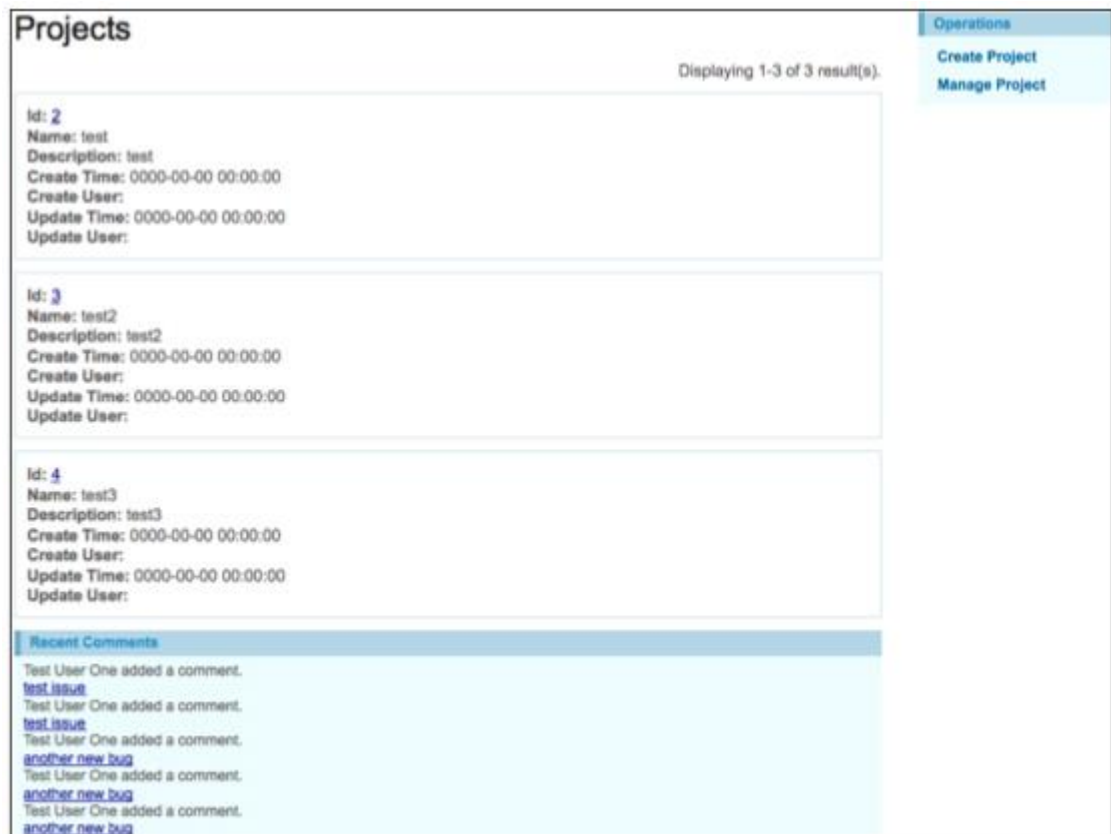 Projects
Displaying 1-3 of 3 result(s).
Id: 2
Name: test
Description: test
Create Time: 0000-00-00 00:00:00
Create User:
Update Time: 0000-00-00 00:00:00
Update User:
Id: 3
Name: test2
Description: test2
Create Time: 0000-00-00 00:00:00
Create User:
Update Time: 0000-00-00 00:00:00
Update User:
Id: 4
Name: test3
Description: test3
Create Time: 0000-00-00 00:00:00
Create User:
Update Time: 0000-00-00 00:00:00
Update User:
Recent Comments
Test User One added a comment.
test issue
Test User One added a comment.
test issue
Test User One added a comment.
another new bug
Test User One added a comment.
another new bug
Test User One added a comment.
another new bug
Operations
Create Project
Manage Project